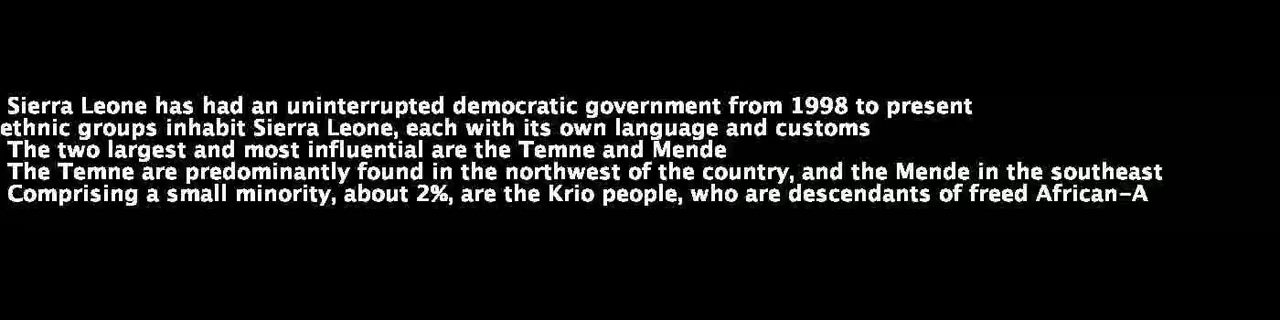 Sierra Leone has had an uninterrupted democratic government from 1998 to present
ethnic groups inhabit Sierra Leone, each with its own language and customs
The two largest and most influential are the Temne and Mende
The Temne are predominantly found in the northwest of the country, and the Mende in the southeast
Comprising a small minority, about 2%, are the Krio people, who are descendants of freed African-A